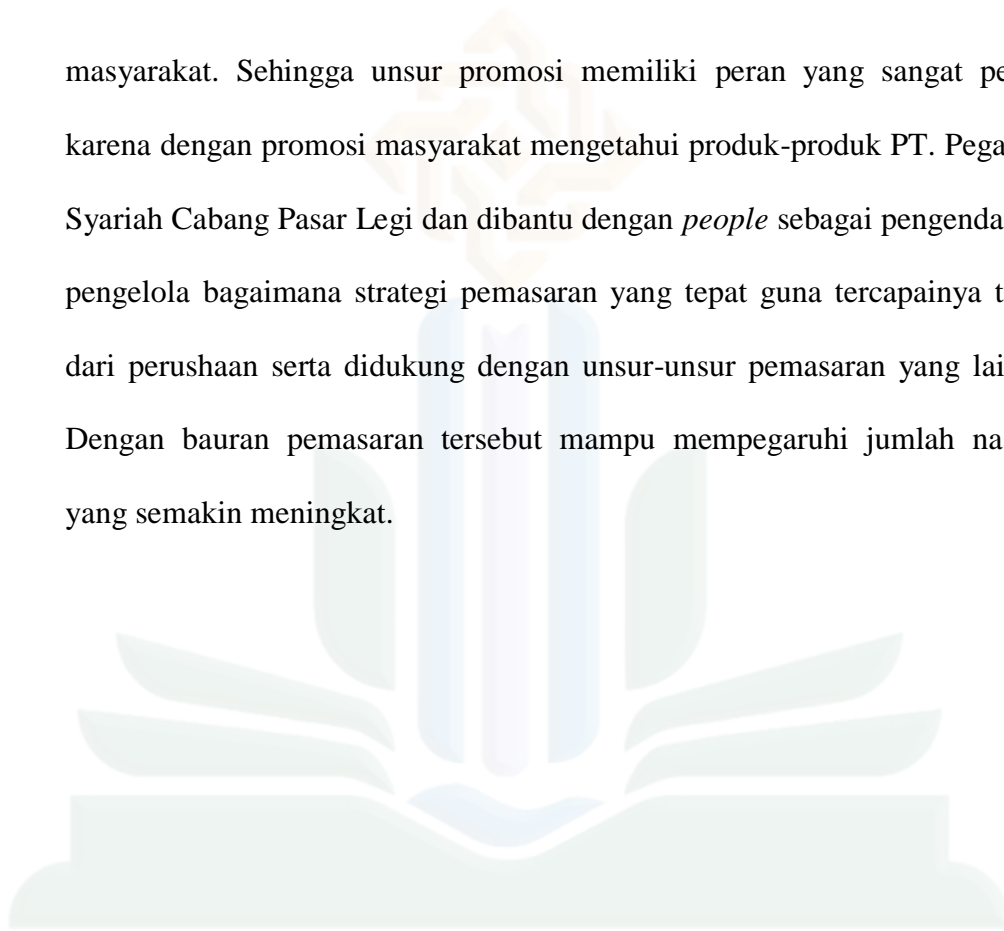 masyarakat. Sehingga unsur promosi memiliki peran yang sangat pe
karena dengan promosi masyarakat mengetahui produk-produk PT. Pega
Syariah Cabang Pasar Legi dan dibantu dengan people sebagai pengenda
pengelola bagaimana strategi pemasaran yang tepat guna tercapainya t
dari perushaan serta didukung dengan unsur-unsur pemasaran yang lai
Dengan bauran pemasaran tersebut mampu mempegaruhi jumlah na
yang semakin meningkat.